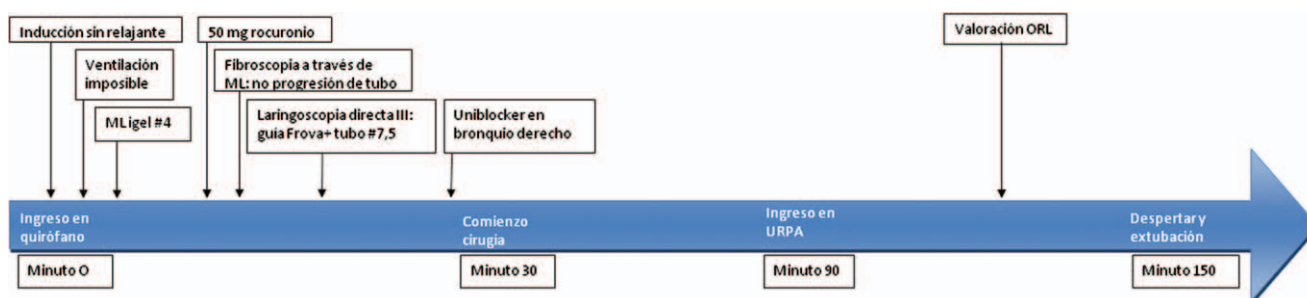 Inducción sin relajante
50 mg rocuronio
Valoración ORL
Ventilación
imposible
Fibroscopia a través de
ML: no progresión de tubo
ML igel #4
Laringoscopia directa III:
guía Frova+ tubo #7,5
Uniblocker en
bronquio derecho
Ingreso en
quirófano
Comienzo
cirugía
Ingreso en
URPA
Despertar y
extubación
Minuto O
Minuto 30
Minuto 90
Minuto 150